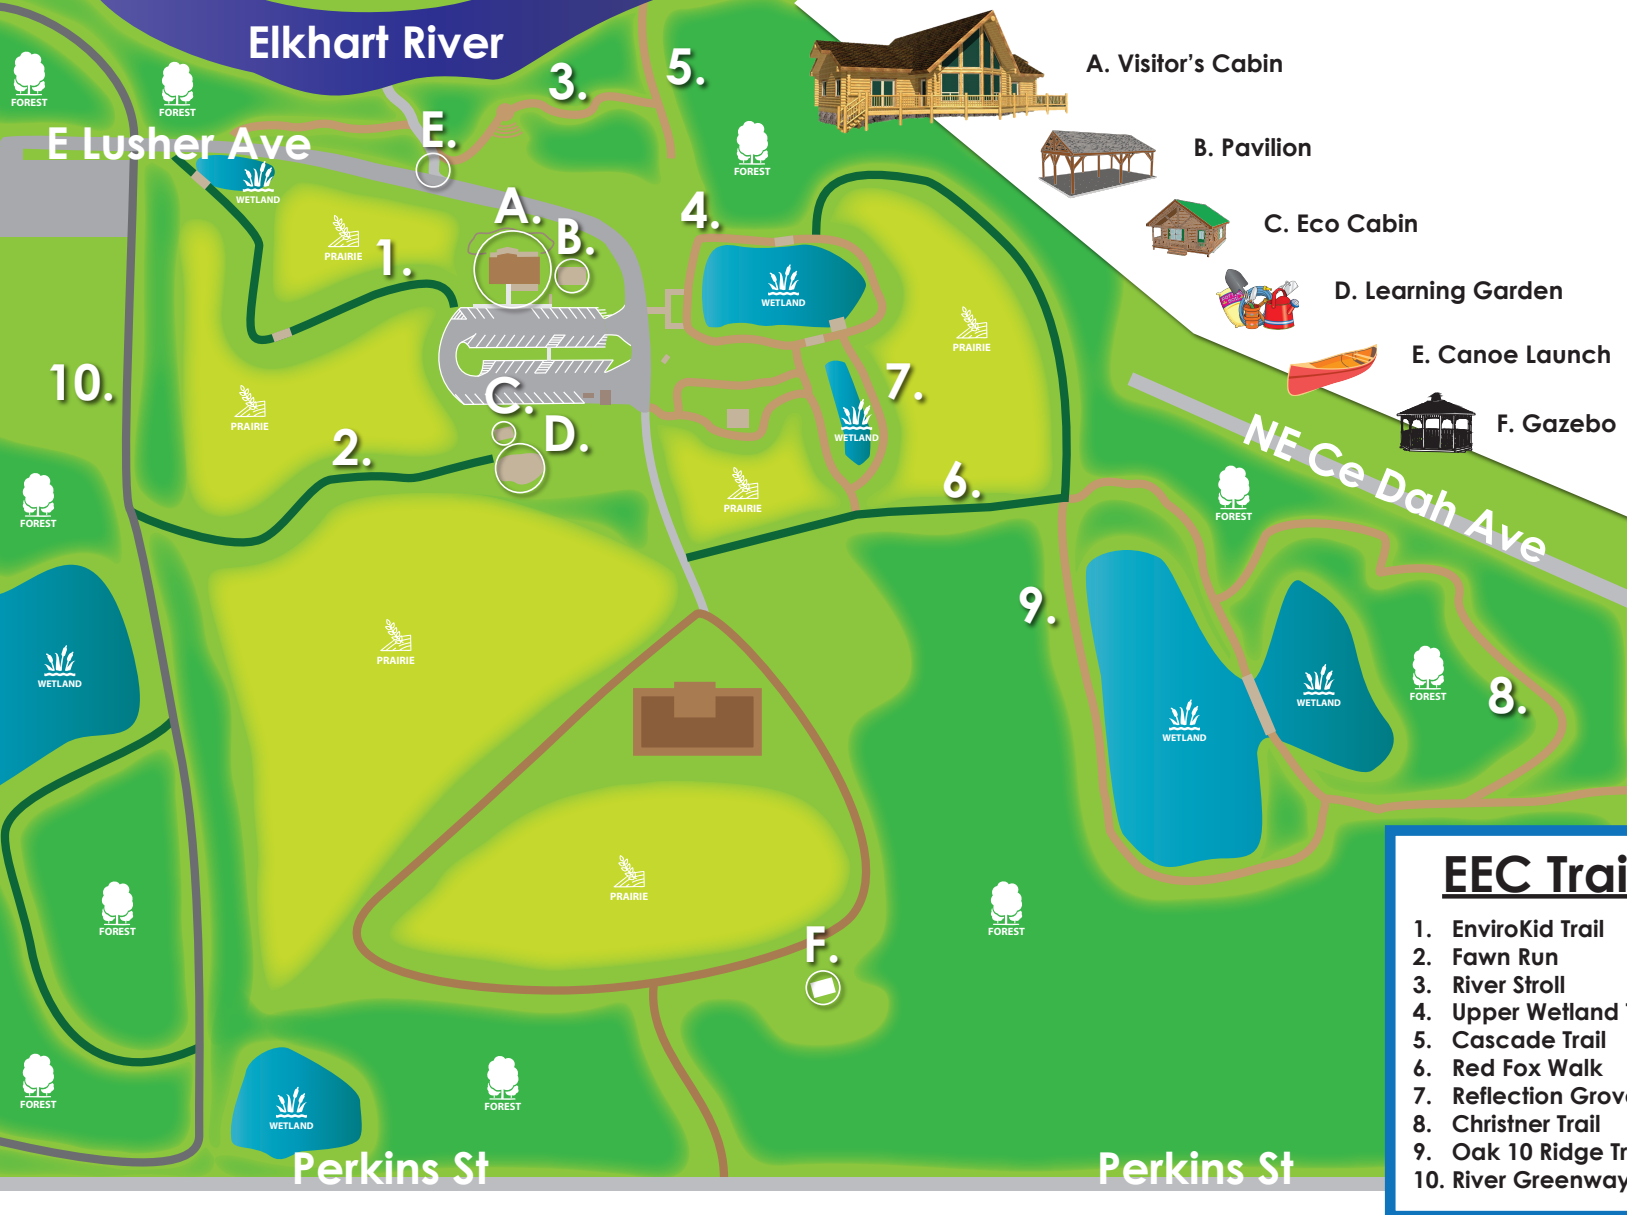 Elkhart River
5.
3.
A. Visitor's Cabin
FOREST
FOREST
E Lusher Ave
E.
B. Pavilion
FOREST
WETLAND
A.
4.
C. Eco Cabin
B.
PRAIRIE
1.
WETLAND
D. Learning Garden
PRAIRIE
E. Canoe Launch
10.
7.
C.
F. Gazebo
PRAIRIE
D.
WETLAND
2.
NE Ce Dah Ave
6.
PRAIRIE
FOREST
FOREST
9.
PRAIRIE
WETLAND
FOREST
WETLAND
8.
WETLAND
PRAIRIE
FOREST
FOREST
F.
FOREST
FOREST
WETLAND
Perkins St
Perkins St
EEC Trai
1. EnviroKid Trail
2. Fawn Run
3. River Stroll
4. Upper Wetland
5. Cascade Trail
6. Red Fox Walk
7. Reflection Grov
8. Christner Trail
9. Oak 10 Ridge Tr
10. River Greenway